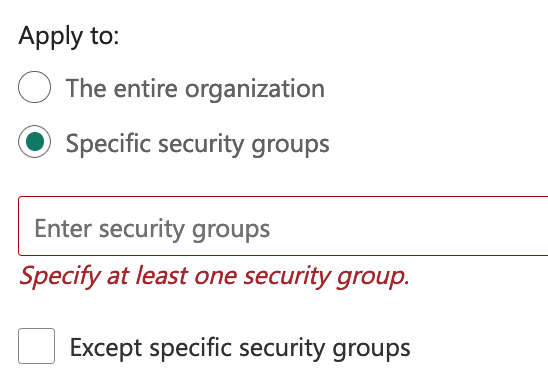 Apply to:
The entire organization
Specific security groups
Enter security groups
Specify at least one security group.
Except specific security groups